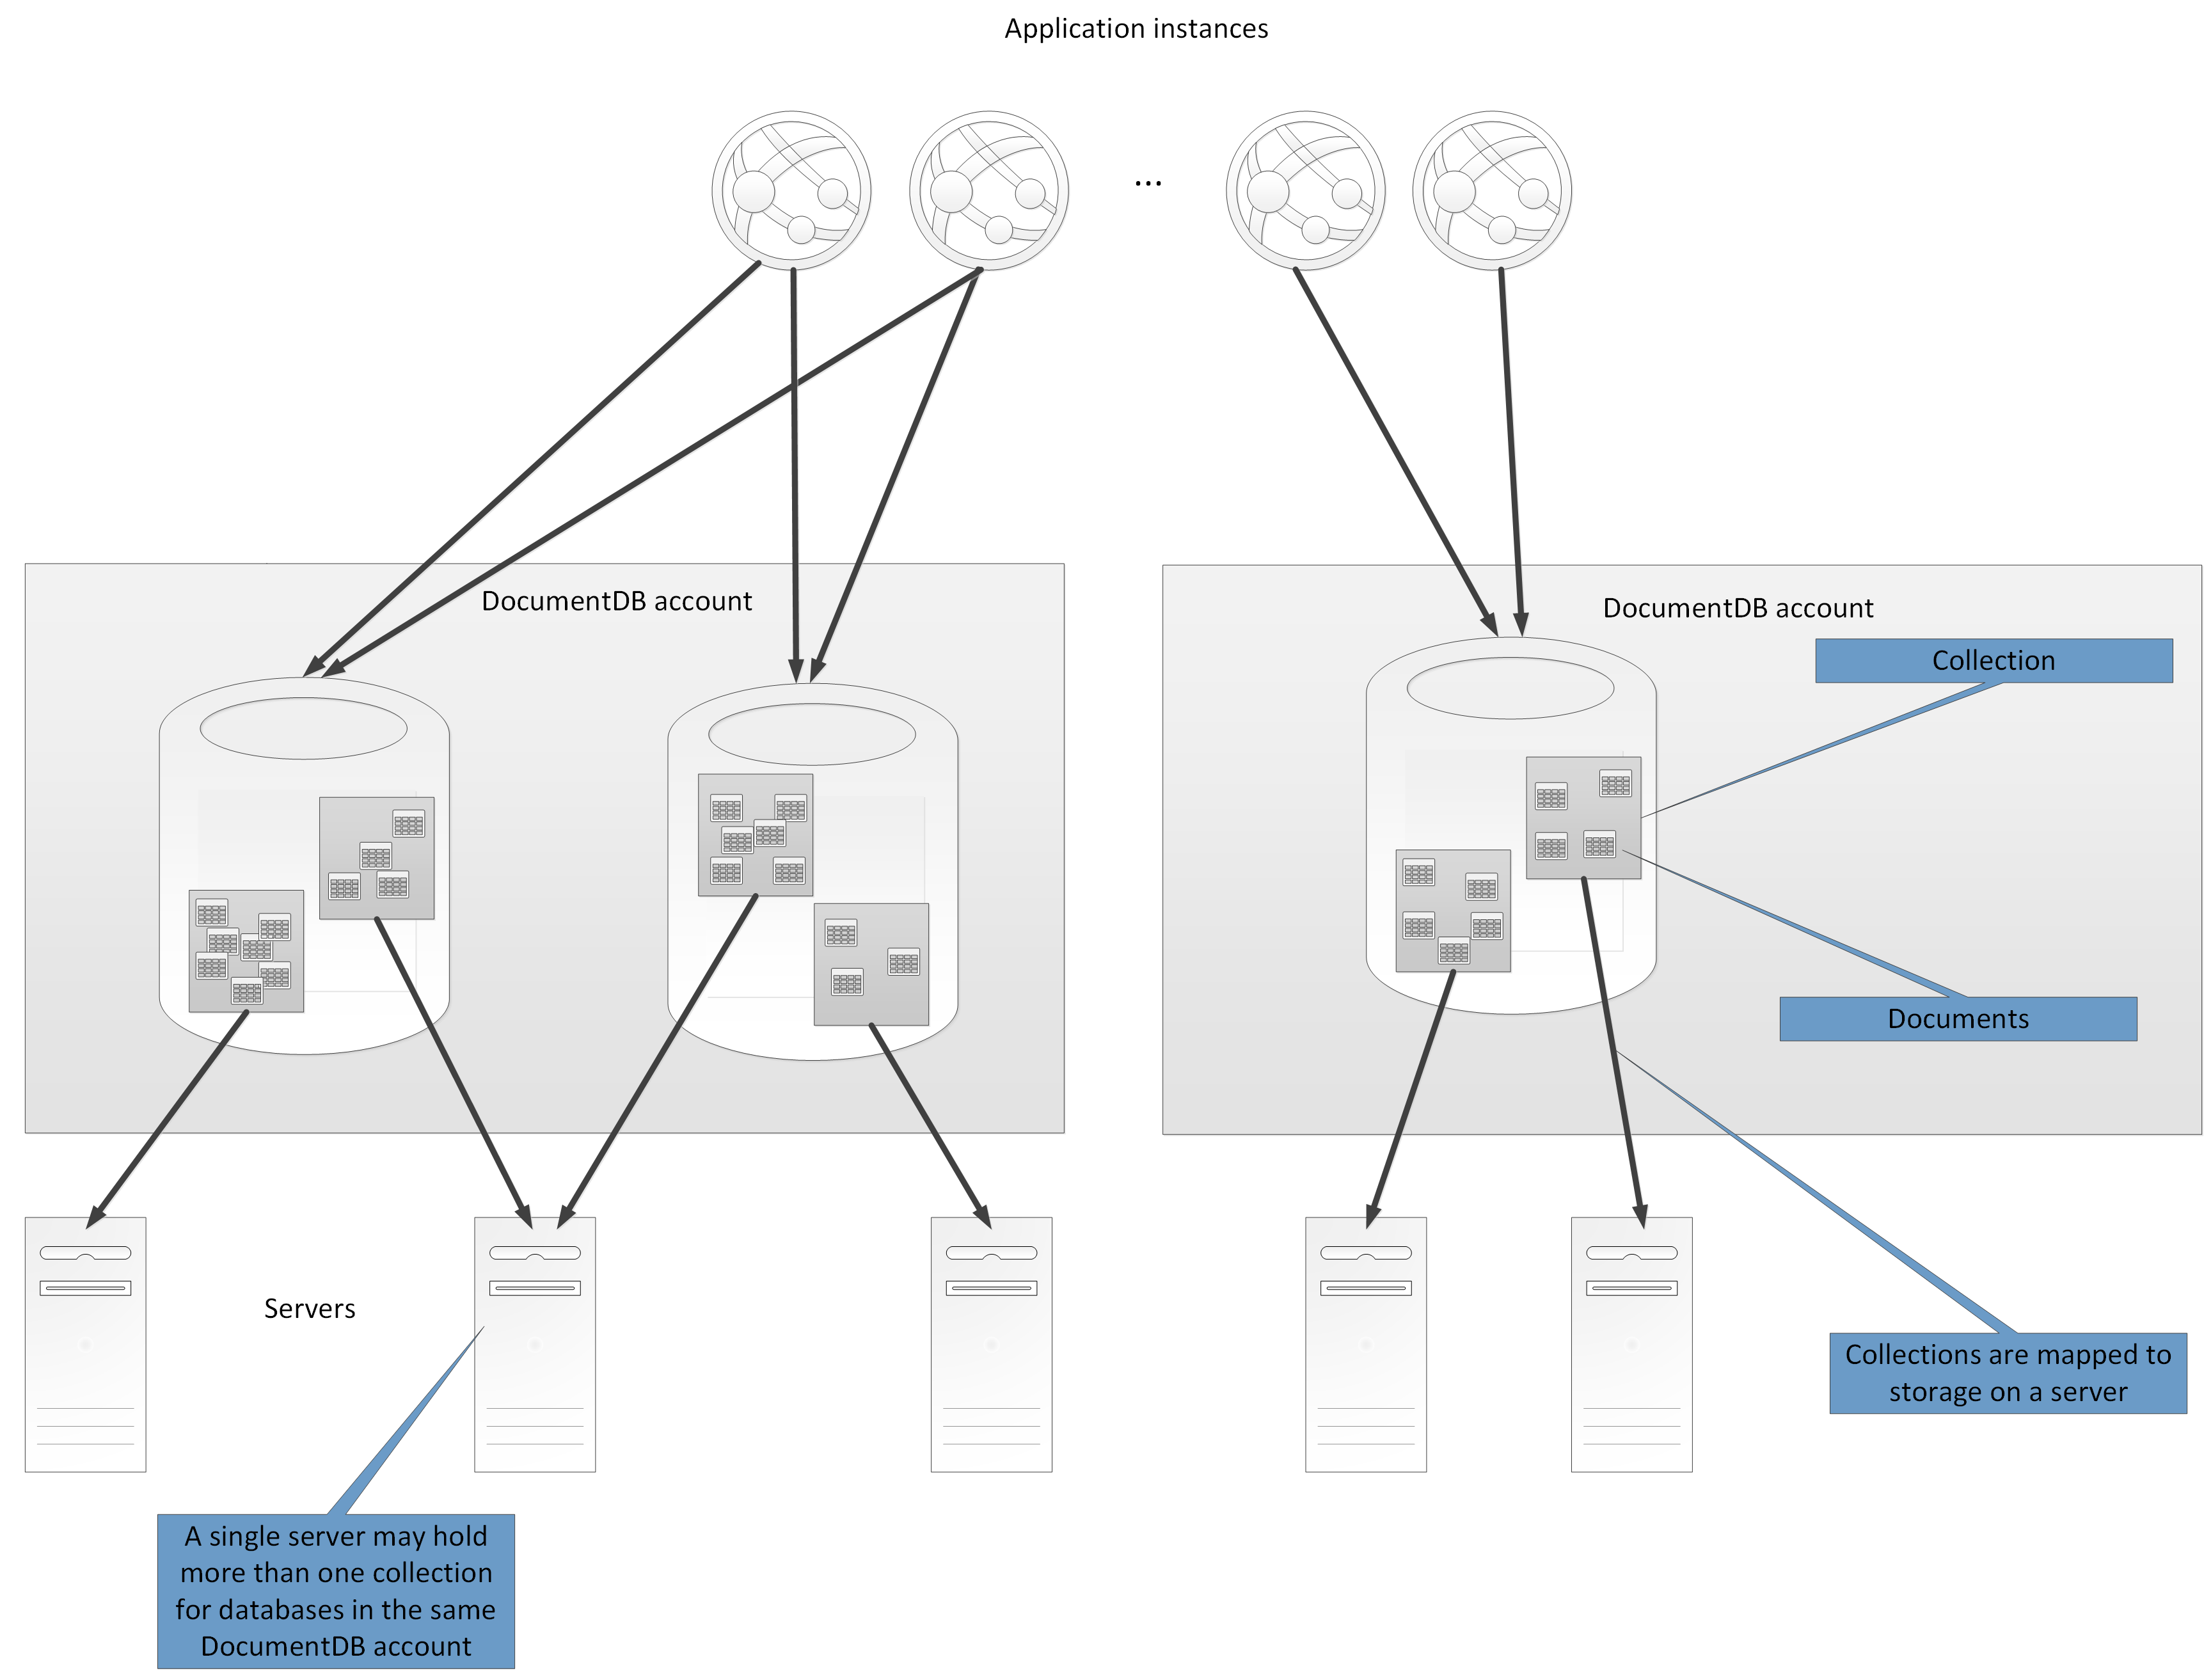 Application instances
...
DocumentDB account
DocumentDB account
Collection
Documents
Servers
Collections are mapped to
storage on a server
A single server may hold
more than one collection
for databases in the same
DocumentDB account